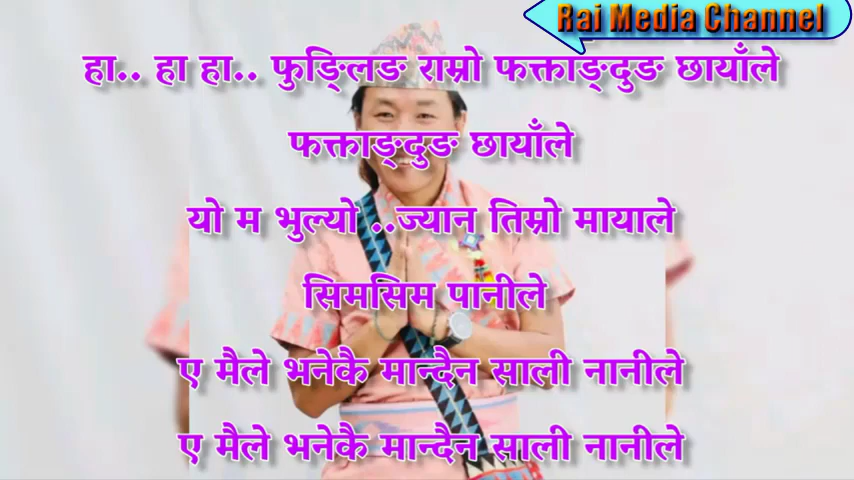 Rai Media Channel
हा.. हा हा.. फुङ्लिङ राम्रो फक्ताङ्दुङ छायाँले
फक्ताङ्दुङ छायाँले
यो म भुल्यो ..ज्यान तिम्रो मायाले
सिमसिम पानीले
ए मैले भनेकै मान्दैन साली नानीले
ए मैले भनेकै मान्दैन साली नानीले